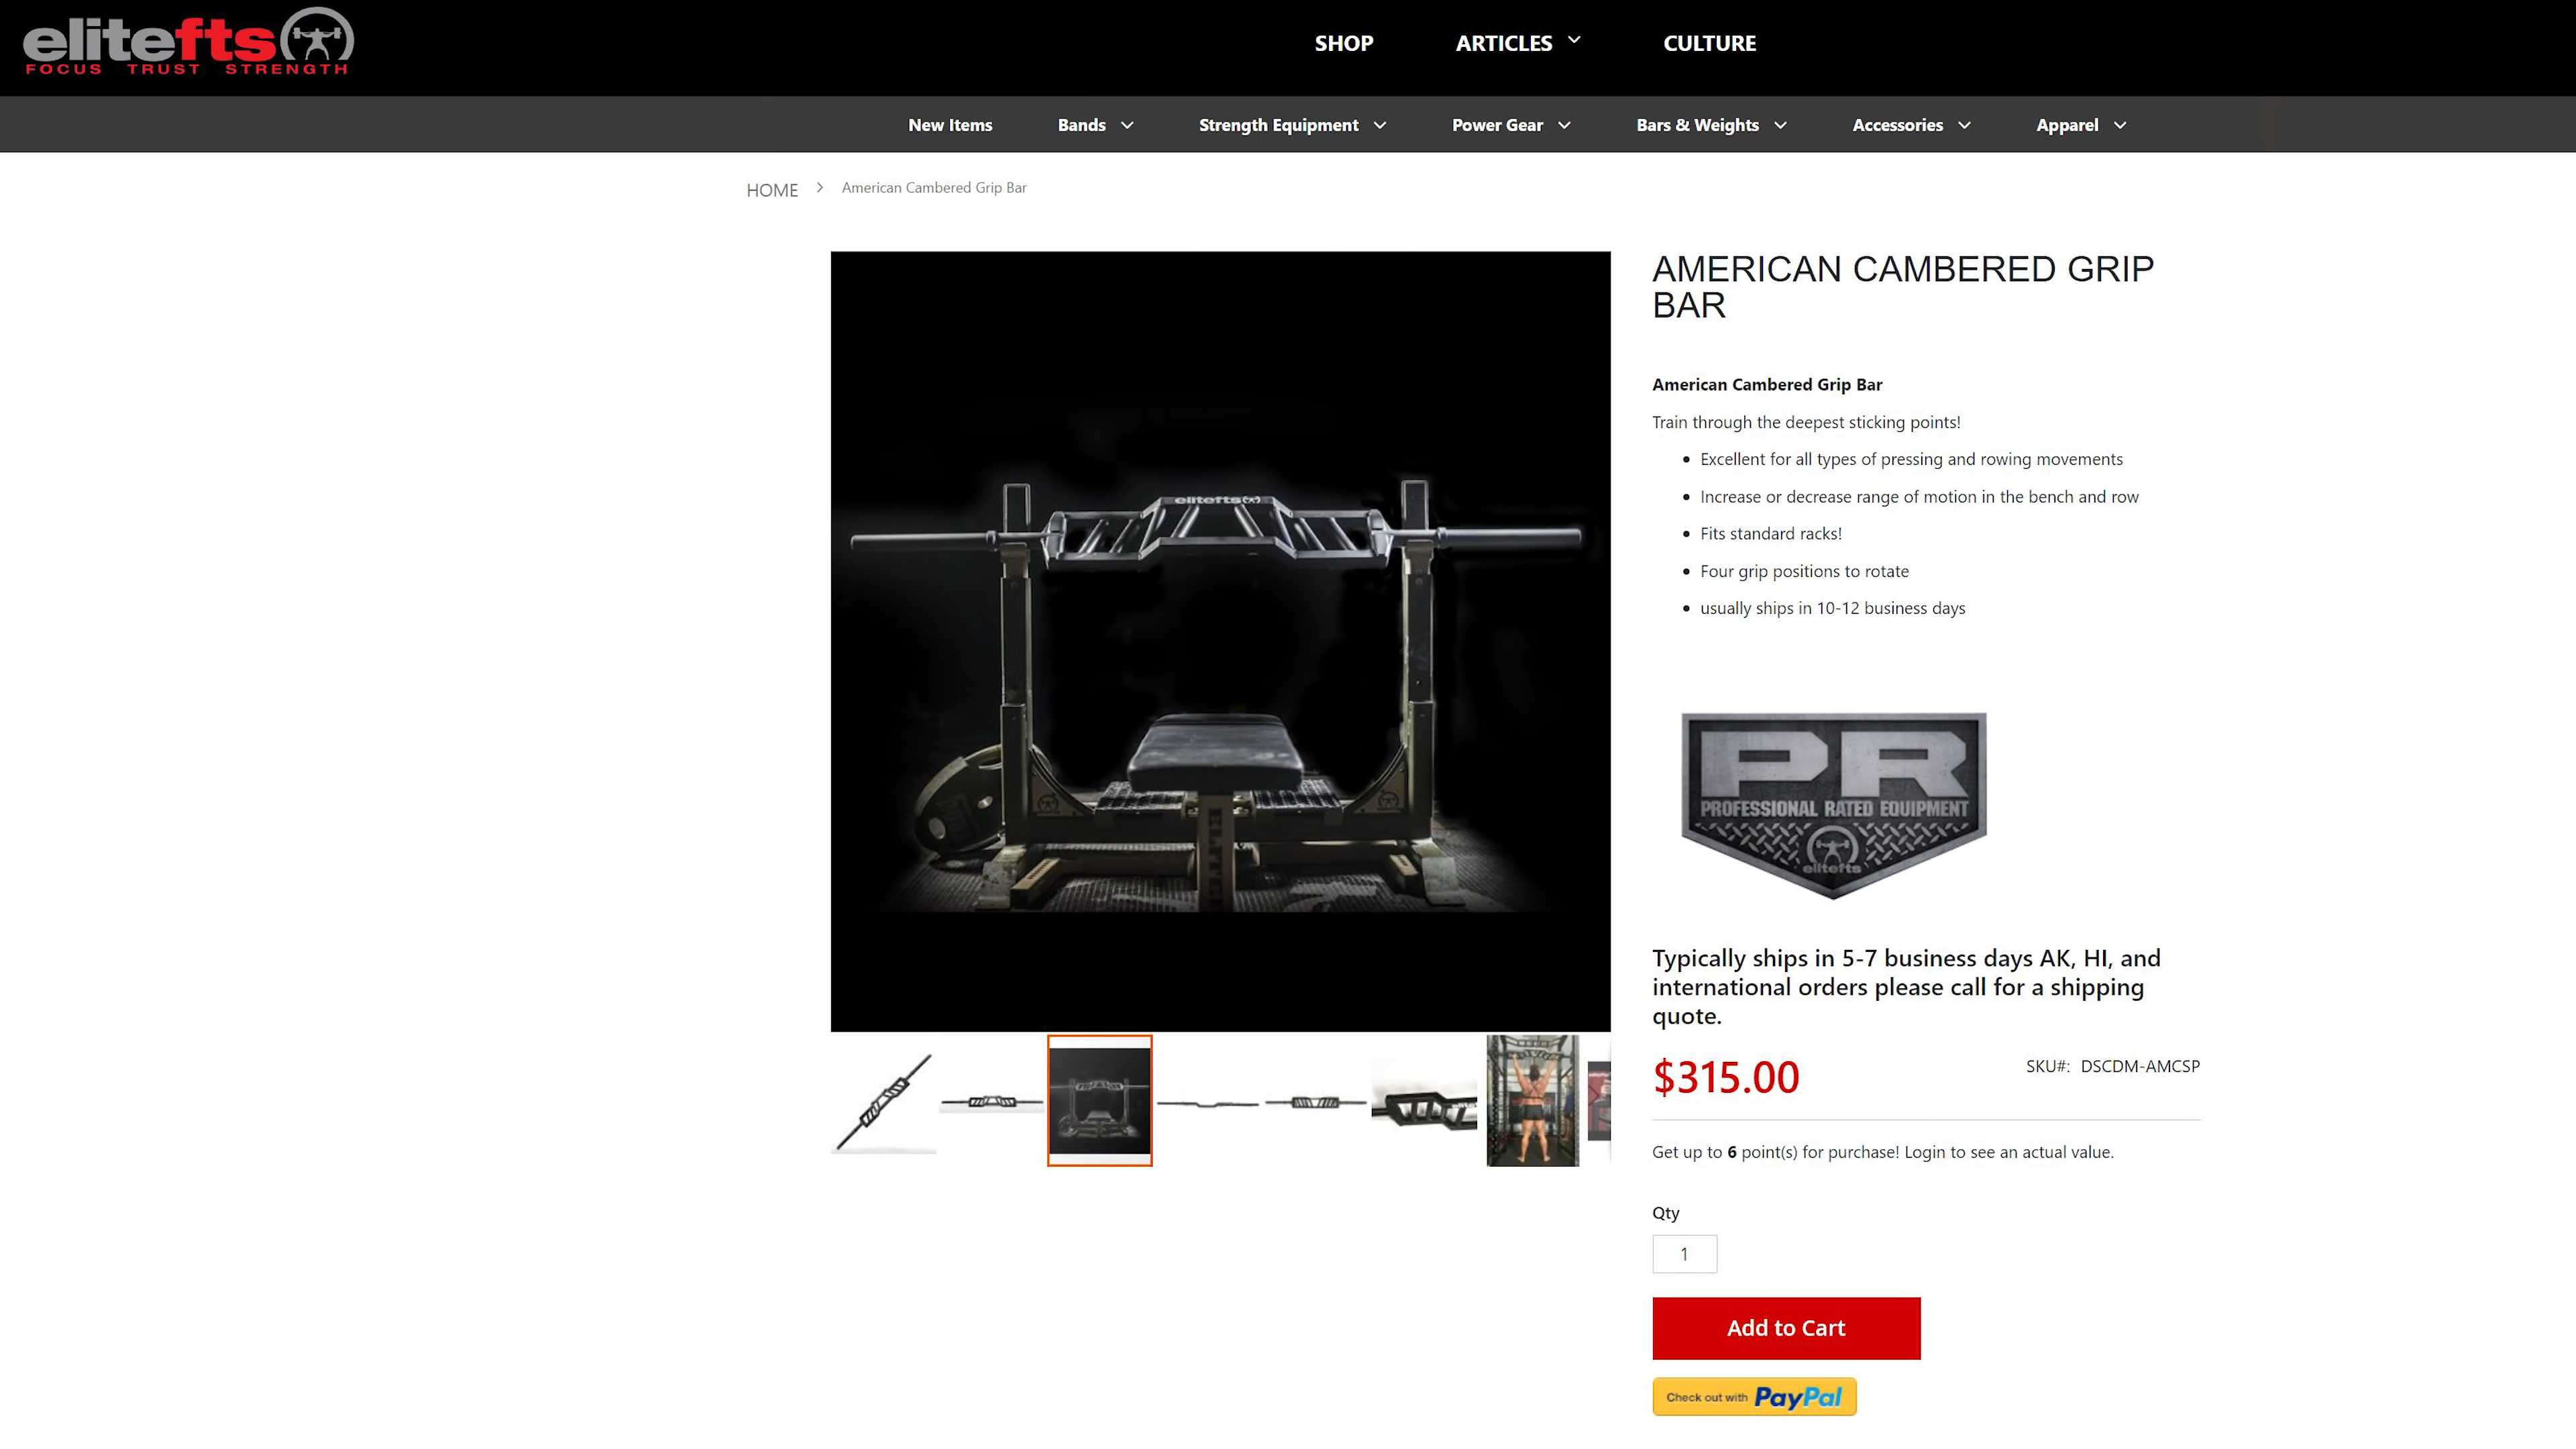 elitefts
FOCUS TRUST STRENGTH
SHOP
ARTICLES
CULTURE
New Items
Bands
Strength Equipment
Power Gear
Bars & Weights
Accessories
Apparel
HOME
American Cambered Grip Bar
elitefts
AMERICAN CAMBERED GRIP
BAR
American Cambered Grip Bar
Train through the deepest sticking points!
Excellent for all types of pressing and rowing movements
Increase or decrease range of motion in the bench and row
Fits standard racks!
Four grip positions to rotate
usually ships in 10-12 business days
PR
PROFESSIONAL RATED EQUIPMENT
elitefts
Typically ships in 5-7 business days AK, HI, and
international orders please call for a shipping
quote.
$315.00
SKU#: DSCDM-AMCSP
Get up to 6 point(s) for purchase! Login to see an actual value.
Qty
1
Add to Cart
Check out with PayPal